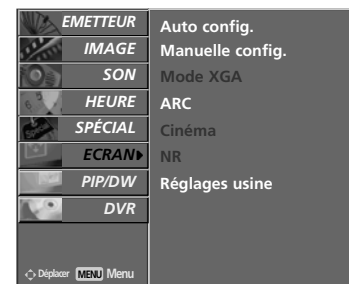 EMETTEUR
IMAGE
SON
HEURE
SPÉCIAL
ECRAN
PIP/DW
DVR
Déplacer MENU Menu
Auto config.
Manuelle config.
Mode XGA
ARC
Cinéma
NR
Réglages usine